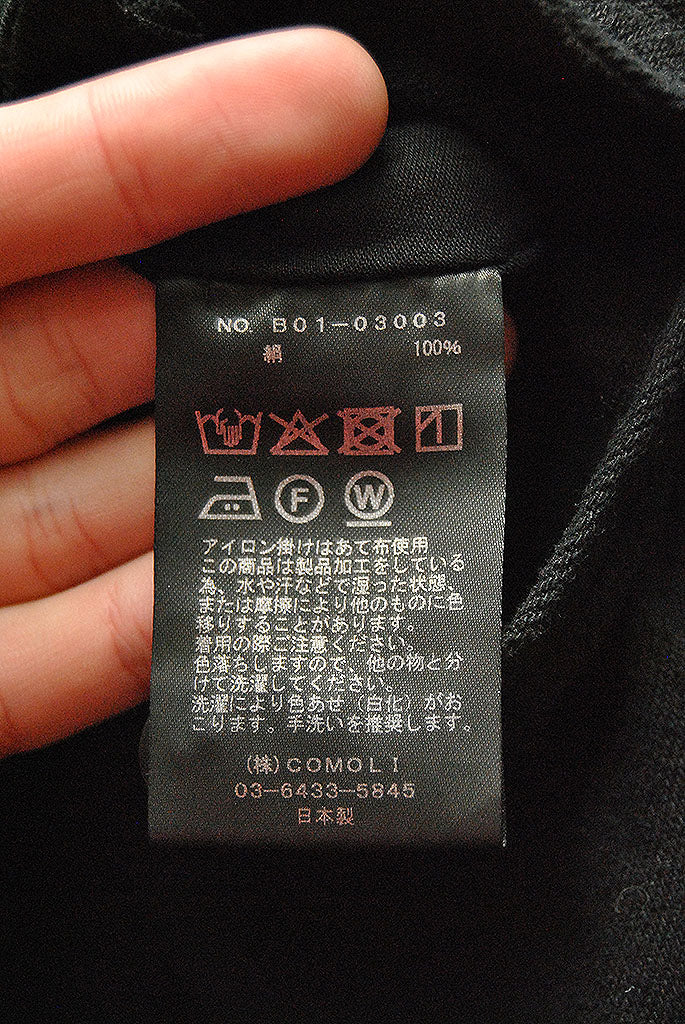 NO. B01-03003
絹 100%
F W
アイロン掛けはあて布使用
この商品は製品加工をしている
為、水や汗などで湿った状態、
または摩擦により他のものに色
移りすることがあります。
着用の際ご注意ください。
色落ちしますので、他の物と分
けて洗濯してください。
洗濯により色あせ（白化）がお
こります。手洗いを推奨します。
(株)COMOLI
03-6433-5845
日本製